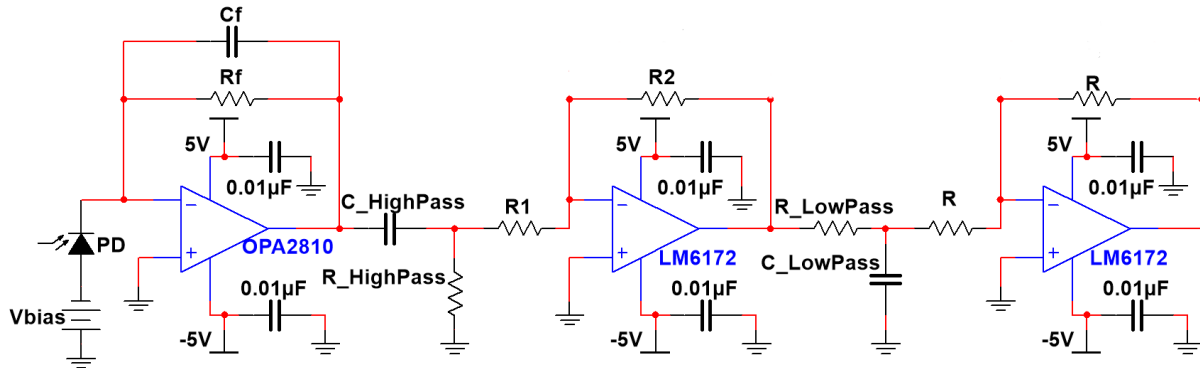 Cf
Rf
5V
0.01µF
PD
OPA2810
Vbias
0.01µF
-5V
C_HighPass
R_HighPass
R1
R2
5V
0.01µF
LM6172
0.01µF
-5V
R_LowPass
C_LowPass
R
R
5V
0.01µF
LM6172
0.01µF
-5V